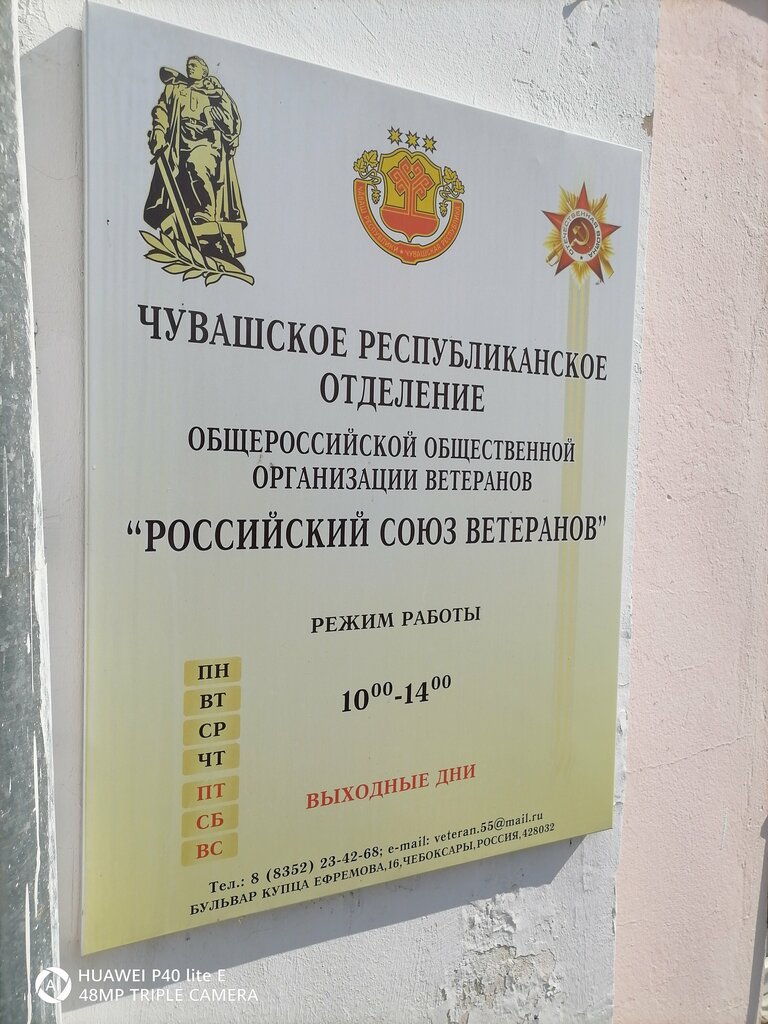 ОТЕЧЕСТВЕННАЯ ВОЙНА
ЧУВАШСКОЕ РЕСПУБЛИКАНСКОЕ
ОТДЕЛЕНИЕ
ОБЩЕРОССИЙСКОЙ ОБЩЕСТВЕННОЙ
ОРГАНИЗАЦИИ ВЕТЕРАНОВ
“РОССИЙСКИЙ СОЮЗ ВЕТЕРАНОВ”
РЕЖИМ РАБОТЫ
ПН
ВТ
10⁰⁰-14⁰⁰
СР
ЧТ
ПТ
ВЫХОДНЫЕ ДНИ
СБ
ВС
Тел.: 8 (8352) 23-42-68; e-mail: veteran.55@mail.ru
БУЛЬВАР КУПЦА ЕФРЕМОВА,16,ЧЕБОКСАРЫ,РОССИЯ,428032
HUAWEI P40 lite E
48MP TRIPLE CAMERA